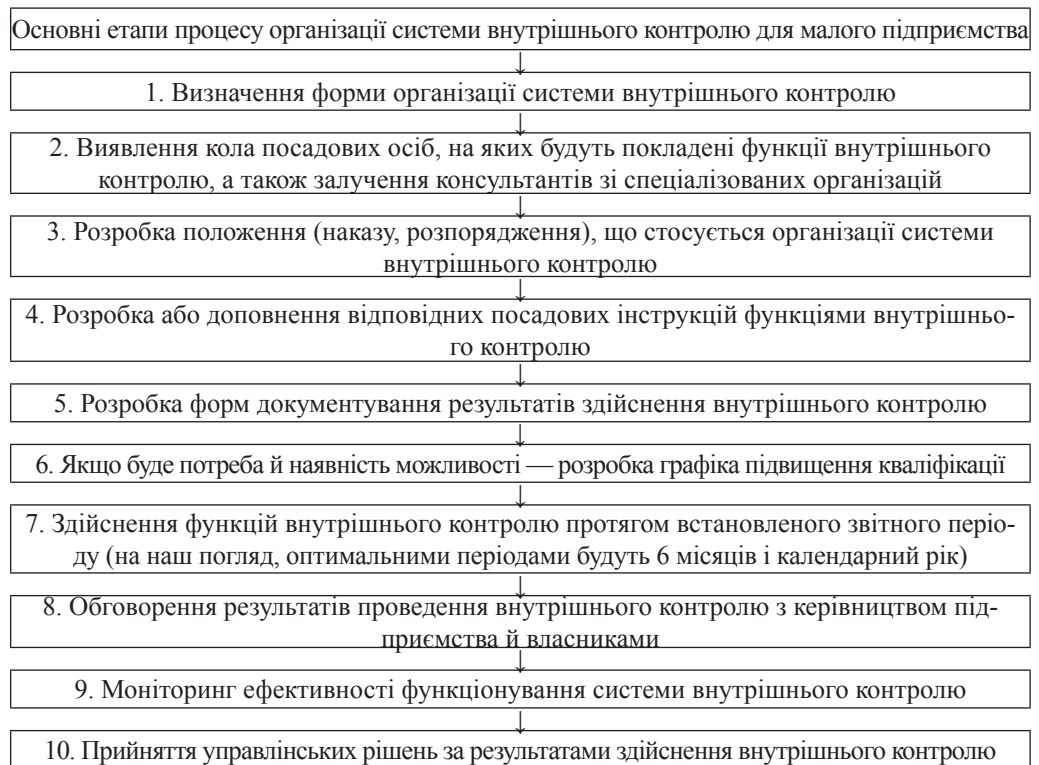 Основні етапи процесу організації системи внутрішнього контролю для малого підприємства
↓
1. Визначення форми організації системи внутрішнього контролю
↓
2. Виявлення кола посадових осіб, на яких будуть покладені функції внутрішнього
контролю, а також залучення консультантів зі спеціалізованих організацій
↓
3. Розробка положення (наказу, розпорядження), що стосується організації системи
внутрішнього контролю
↓
4. Розробка або доповнення відповідних посадових інструкцій функціями внутрішньо-
го контролю
↓
5. Розробка форм документування результатів здійснення внутрішнього контролю
↓
6. Якщо буде потреба й наявність можливості — розробка графіка підвищення кваліфікації
↓
7. Здійснення функцій внутрішнього контролю протягом встановленого звітного періо-
ду (на наш погляд, оптимальними періодами будуть 6 місяців і календарний рік)
↓
8. Обговорення результатів проведення внутрішнього контролю з керівництвом під-
приємства й власниками
↓
9. Моніторинг ефективності функціонування системи внутрішнього контролю
↓
10. Прийняття управлінських рішень за результатами здійснення внутрішнього контролю